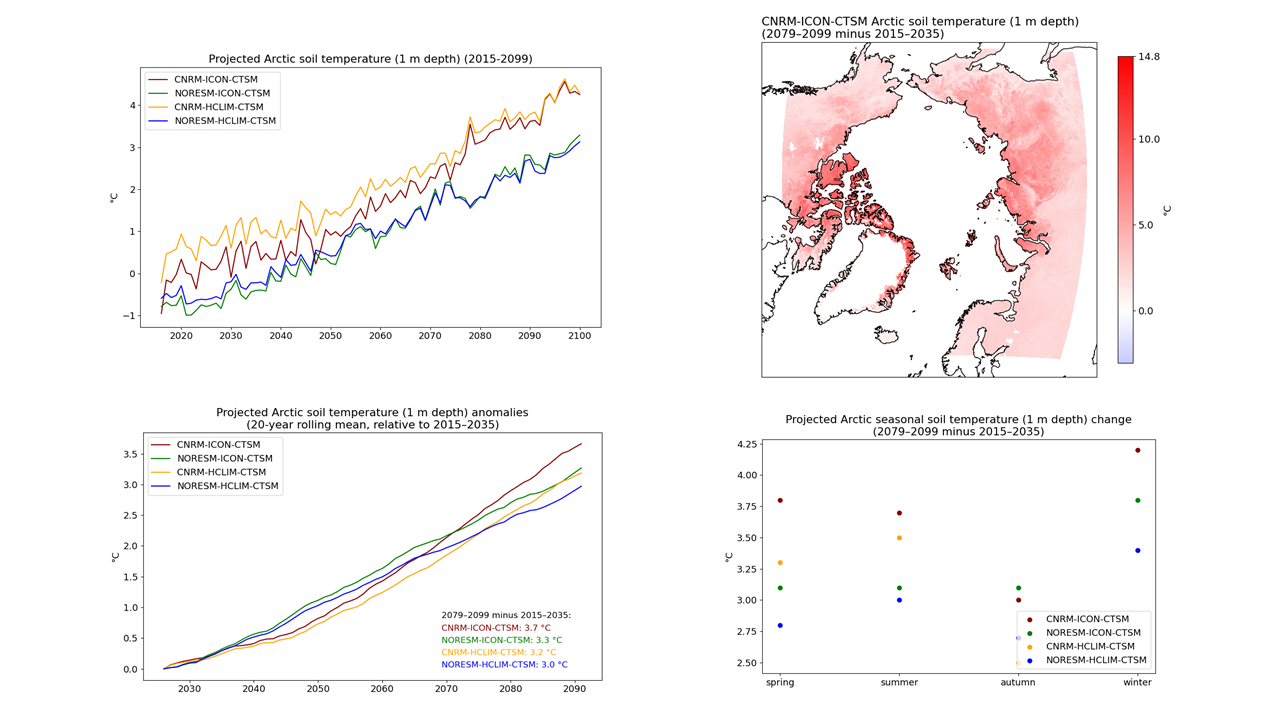 Projected Arctic soil temperature (1 m depth) (2015-2099)
CNRM-ICON-CTSM
NORESM-ICON-CTSM
CNRM-HCLIM-CTSM
NORESM-HCLIM-CTSM
°C
4
3
2
1
0
−1
2020 2030 2040 2050 2060 2070 2080 2090 2100
CNRM-ICON-CTSM Arctic soil temperature (1 m depth)
(2079–2099 minus 2015–2035)
14.8
10.0
5.0
0.0
°C
Projected Arctic soil temperature (1 m depth) anomalies
(20-year rolling mean, relative to 2015–2035)
CNRM-ICON-CTSM
NORESM-ICON-CTSM
CNRM-HCLIM-CTSM
NORESM-HCLIM-CTSM
°C
3.5
3.0
2.5
2.0
1.5
1.0
0.5
0.0
2079–2099 minus 2015–2035:
CNRM-ICON-CTSM: 3.7 °C
NORESM-ICON-CTSM: 3.3 °C
CNRM-HCLIM-CTSM: 3.2 °C
NORESM-HCLIM-CTSM: 3.0 °C
2030 2040 2050 2060 2070 2080 2090
Projected Arctic seasonal soil temperature (1 m depth) change
(2079–2099 minus 2015–2035)
°C
4.25
4.00
3.75
3.50
3.25
3.00
2.75
2.50
CNRM-ICON-CTSM
NORESM-ICON-CTSM
CNRM-HCLIM-CTSM
NORESM-HCLIM-CTSM
spring summer autumn winter